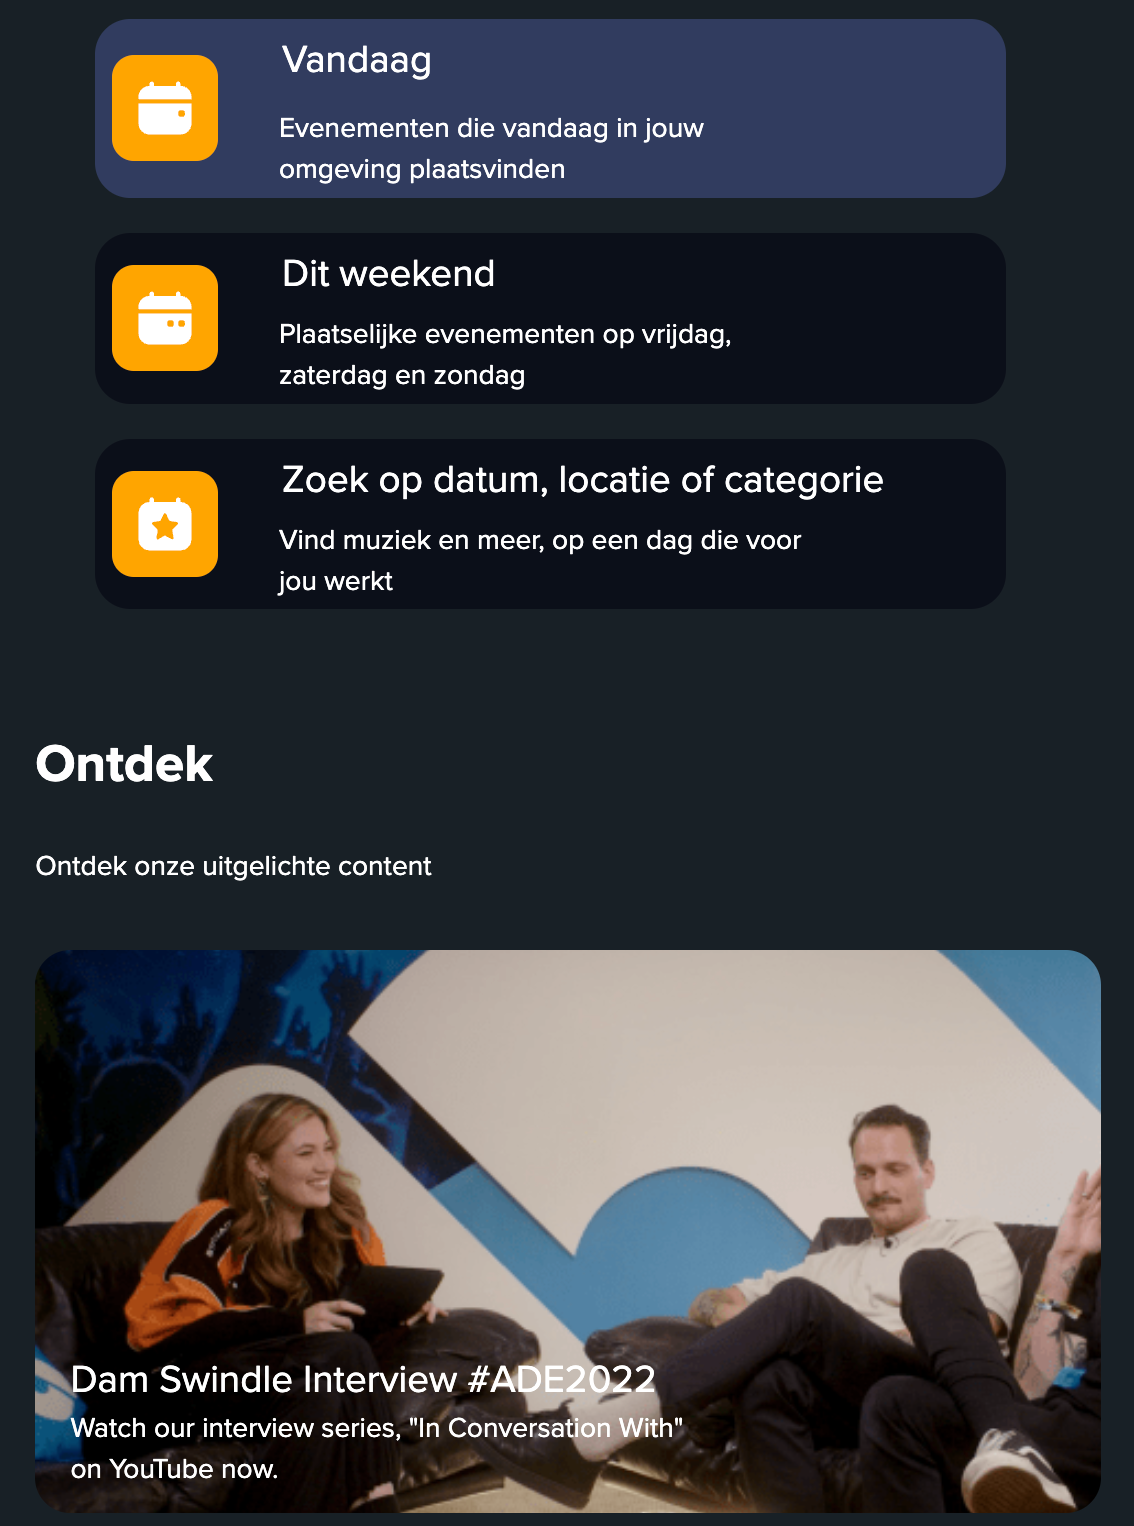 Vandaag
Evenementen die vandaag in jouw
omgeving plaatsvinden
Dit weekend
Plaatselijke evenementen op vrijdag,
zaterdag en zondag
Zoek op datum, locatie of categorie
Vind muziek en meer, op een dag die voor
jou werkt
Ontdek
Ontdek onze uitgelichte content
Dam Swindle Interview #ADE2022
Watch our interview series, "In Conversation With"
on YouTube now.